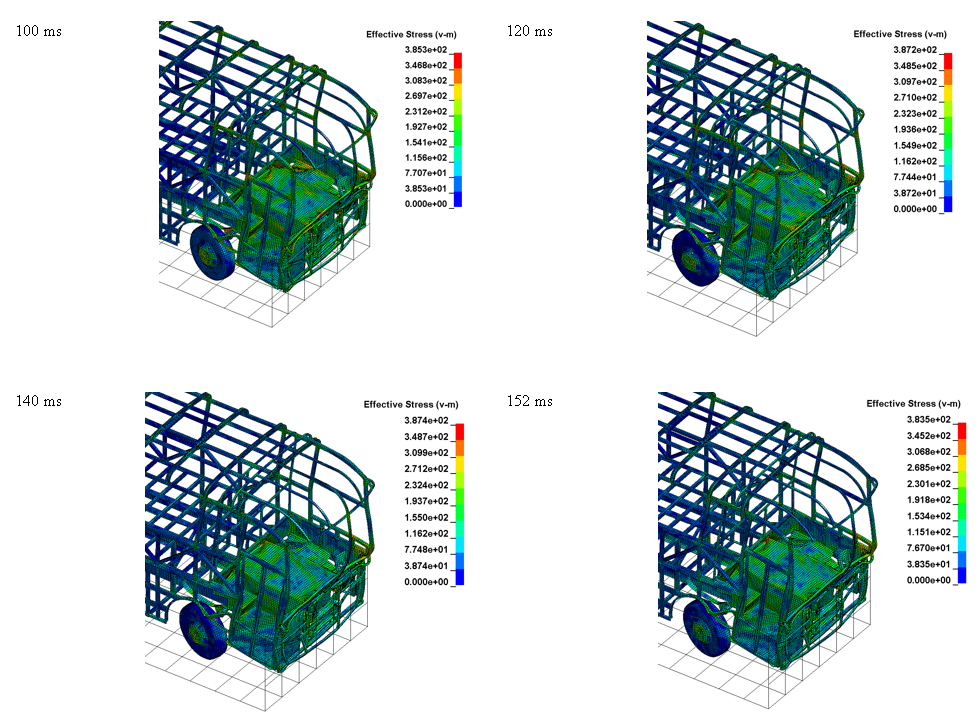 100 ms
Effective Stress (v-m)
3.853e+02
3.468e+02
3.083e+02
2.697e+02
2.312e+02
1.927e+02
1.541e+02
1.156e+02
7.707e+01
3.853e+01
0.000e+00
120 ms
Effective Stress (v-m)
3.872e+02
3.485e+02
3.097e+02
2.710e+02
2.323e+02
1.936e+02
1.549e+02
1.162e+02
7.744e+01
3.872e+01
0.000e+00
140 ms
Effective Stress (v-m)
3.874e+02
3.487e+02
3.099e+02
2.712e+02
2.324e+02
1.937e+02
1.550e+02
1.162e+02
7.748e+01
3.874e+01
0.000e+00
152 ms
Effective Stress (v-m)
3.835e+02
3.452e+02
3.068e+02
2.685e+02
2.301e+02
1.918e+02
1.534e+02
1.151e+02
7.670e+01
3.835e+01
0.000e+00